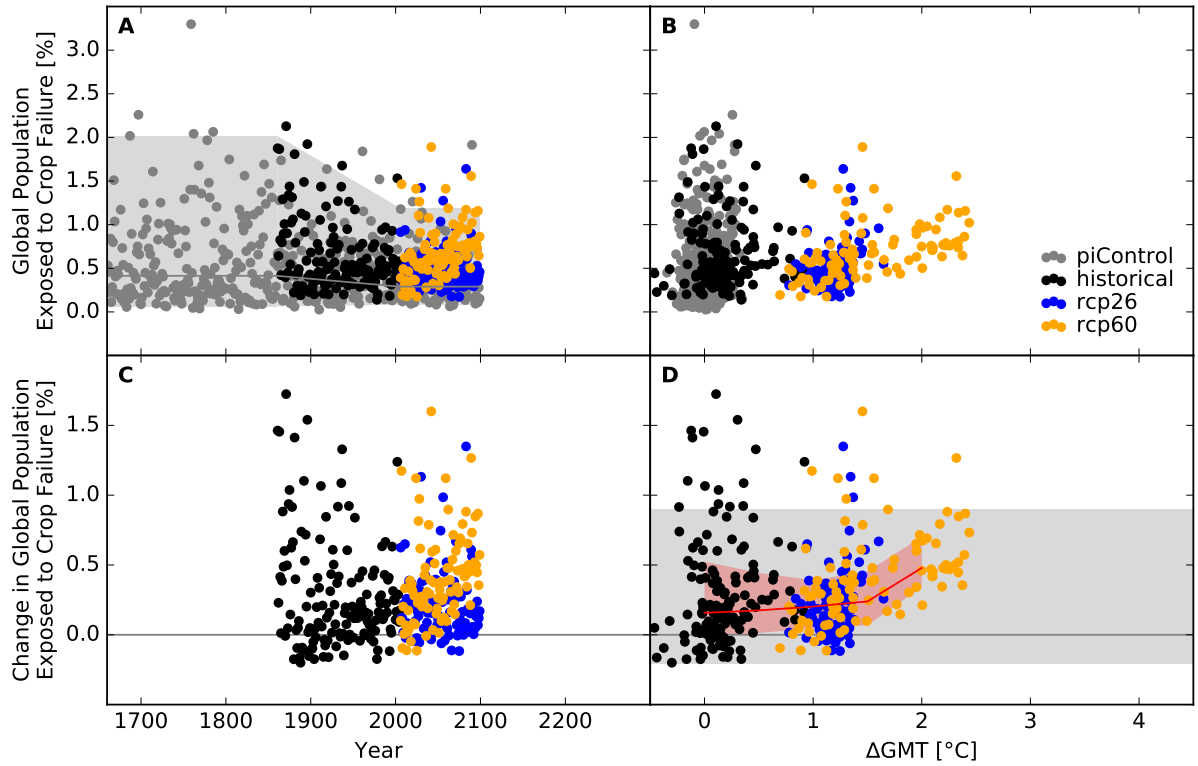 A
B
Global Population
Exposed to Crop Failure [%]
3.0
2.5
2.0
1.5
1.0
0.5
0.0
piControl
historical
rcp26
rcp60
C
D
Change in Global Population
Exposed to Crop Failure [%]
1.5
1.0
0.5
0.0
1700 1800 1900 2000 2100 2200
0 1 2 3 4
Year
ΔGMT [°C]